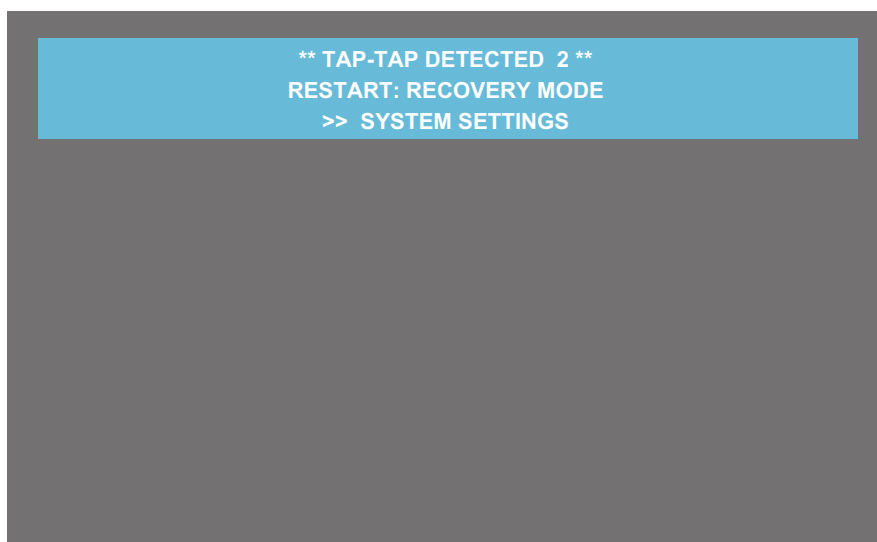 ** TAP-TAP DETECTED  2 **
RESTART: RECOVERY MODE
>>  SYSTEM SETTINGS